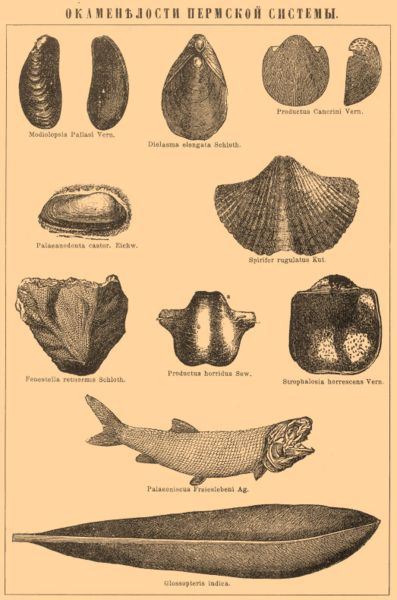 ОКАМЕНѢЛОСТИ ПЕРМСКОЙ СИСТЕМЫ.
Modiolopsis Pallasi Vern.
Dielasma elongata Schloth.
Productus Cancrini Vern.
Palaeanodonta castor. Eichw.
Spirifer rugulatus Kut.
Fenestella retiformis Schloth.
Productus horridus Sow.
Strophalosia horrescens Vern.
Palaeoniscus Freieslebeni Ag.
Glossopteris indica.